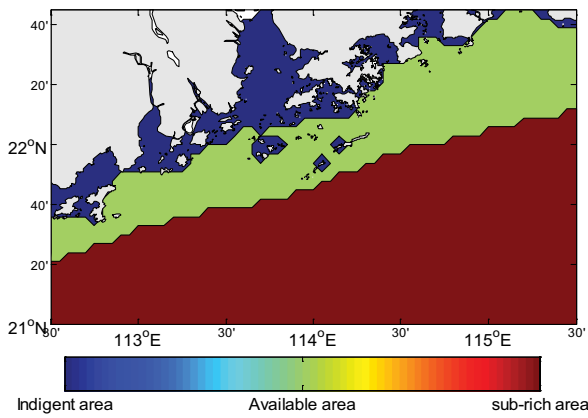 40'
20'
22°N
40'
20'
21°N
30' 113°E 30' 114°E 30' 115°E 30'
Indigent area Available area sub-rich area